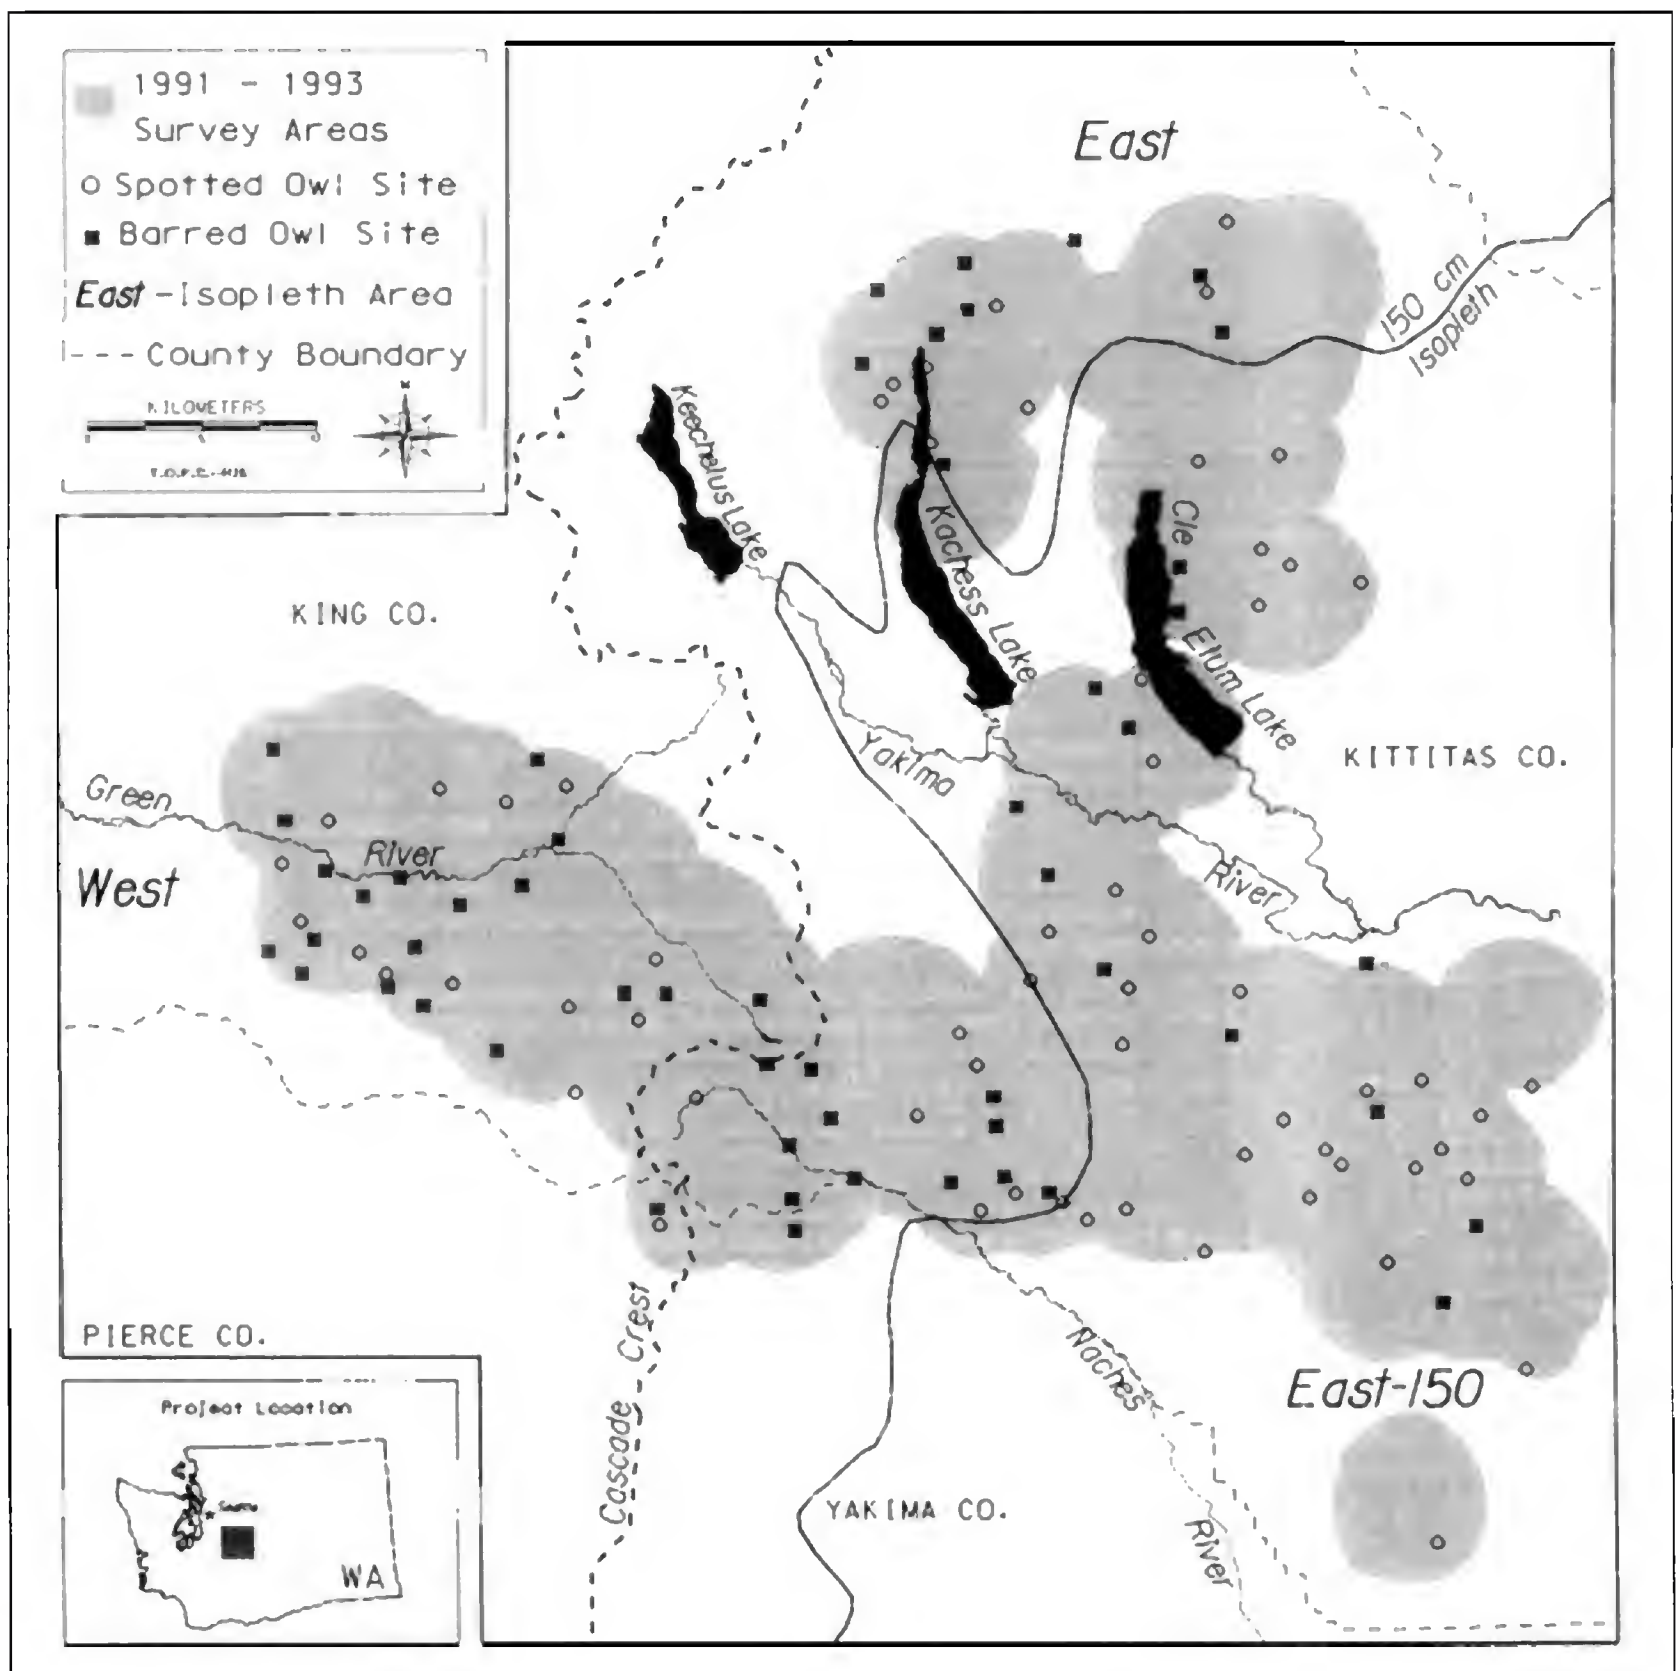 1991 - 1993
Survey Areas
Spotted Owl Site
Barred Owl Site
East-Isopleth Area
County Boundary
KILOMETERS
N
East
150 cm
Isopleth
Keechelus Lake
Kachess Lake
Cle
Elum Lake
KING CO.
KITTITAS CO.
Yakima
River
Green
River
West
PIERCE CO.
Cascade Crest
Naches
River
YAKIMA CO.
East-150
Project Location
WA